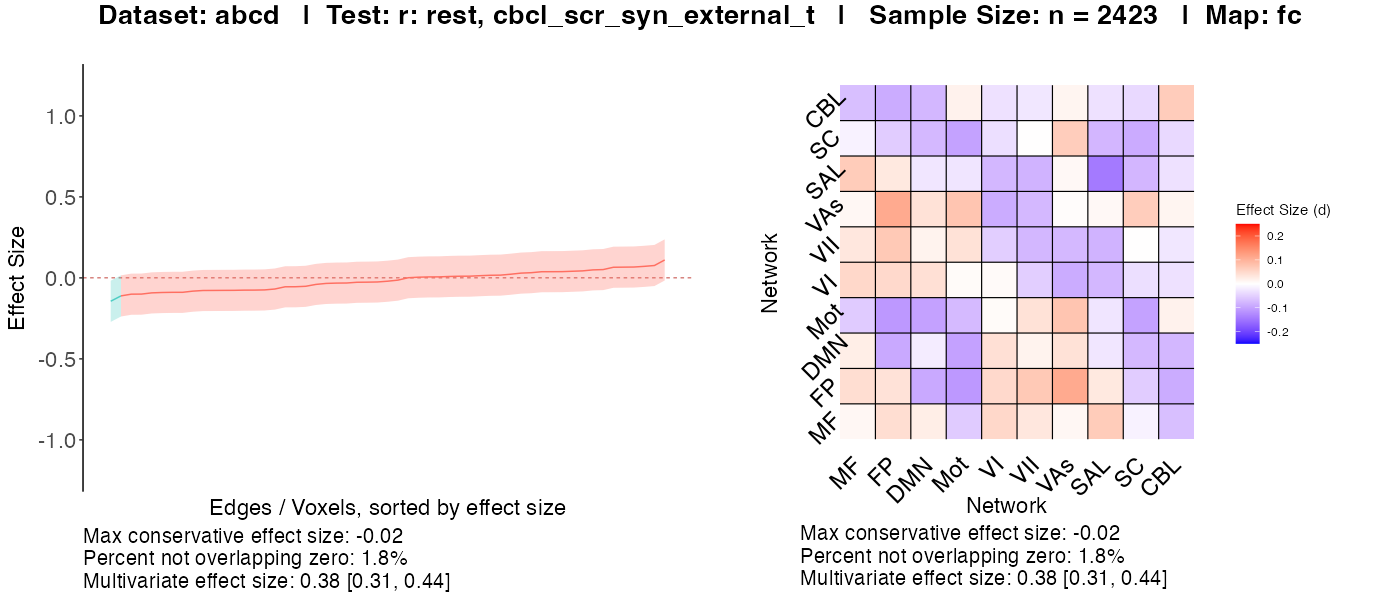 Dataset: abcd | Test: r: rest, cbcl_scr_syn_external_t | Sample Size: n = 2423 | Map: fc
Effect Size
1.0
0.5
0.0
-0.5
-1.0
Edges / Voxels, sorted by effect size
Max conservative effect size: -0.02
Percent not overlapping zero: 1.8%
Multivariate effect size: 0.38 [0.31, 0.44]
Network
CBL
SC
SAL
VAs
VII
VI
Mot
DMN
FP
MF
MF
FP
DMN
Mot
VI
VII
VAs
SAL
SC
CBL
Network
Max conservative effect size: -0.02
Percent not overlapping zero: 1.8%
Multivariate effect size: 0.38 [0.31, 0.44]
Effect Size (d)
0.2
0.1
0.0
-0.1
-0.2